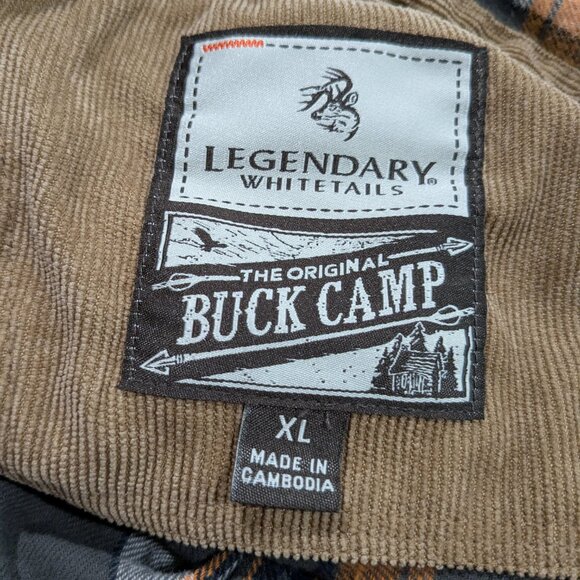 LEGENDARY®
WHITETAILS
THE ORIGINAL
BUCK CAMP
XL
MADE IN
CAMBODIA